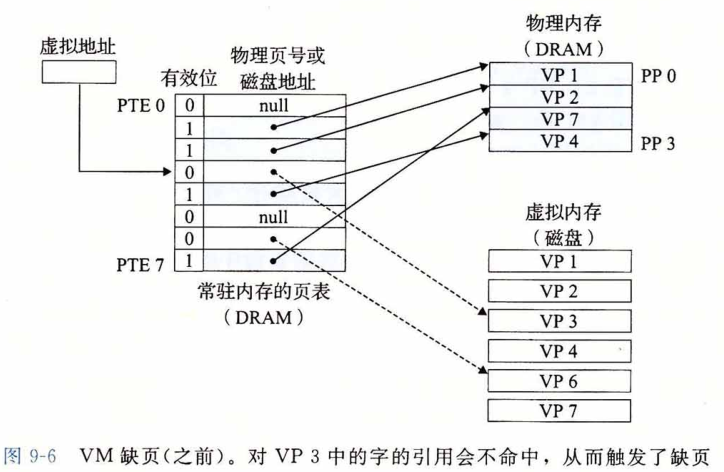 虚拟地址
有效位
物理页号或
磁盘地址
PTE 0 0 null
1
1
0
1
0 null
0
PTE 7 1
常驻内存的页表
(DRAM)
物理内存
(DRAM)
VP 1 PP 0
VP 2
VP 7
VP 4 PP 3
虚拟内存
(磁盘)
VP 1
VP 2
VP 3
VP 4
VP 6
VP 7
图 9-6 VM 缺页(之前)。对 VP 3 中的字的引用会不命中，从而触发了缺页